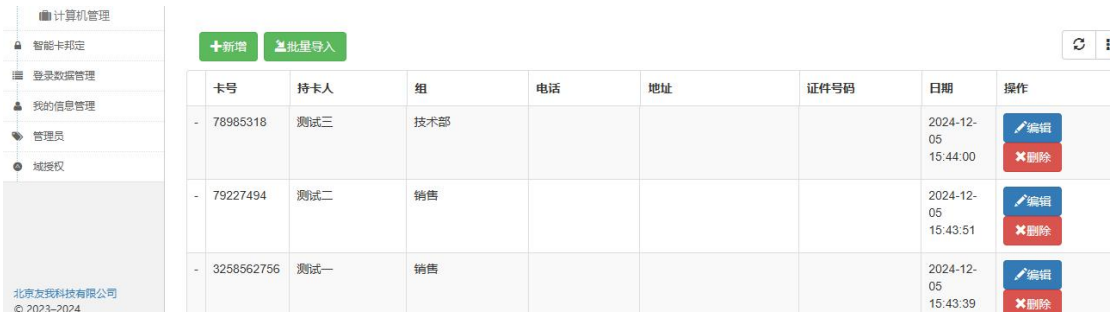 计算机管理
智能卡邦定
登录数据管理
我的信息管理
管理员
域授权
北京友我科技有限公司
© 2023–2024
新增 批量导入
卡号 持卡人 组 电话 地址 证件号码 日期 操作
- 78985318 测试三 技术部 2024-12- 编辑
05
15:44:00 删除
- 79227494 测试二 销售 2024-12- 编辑
05
15:43:51 删除
- 3258562756 测试一 销售 2024-12- 编辑
05
15:43:39 删除